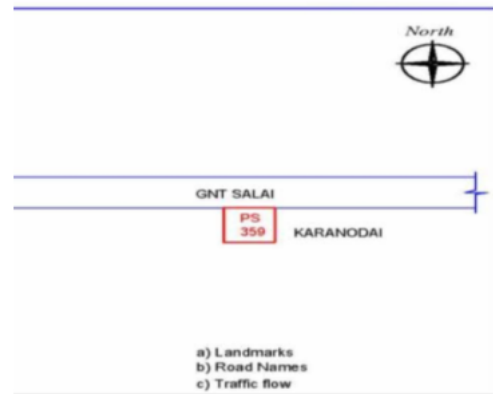 North
GNT SALAI
PS
359
KARANODAI
a) Landmarks
b) Road Names
c) Traffic flow